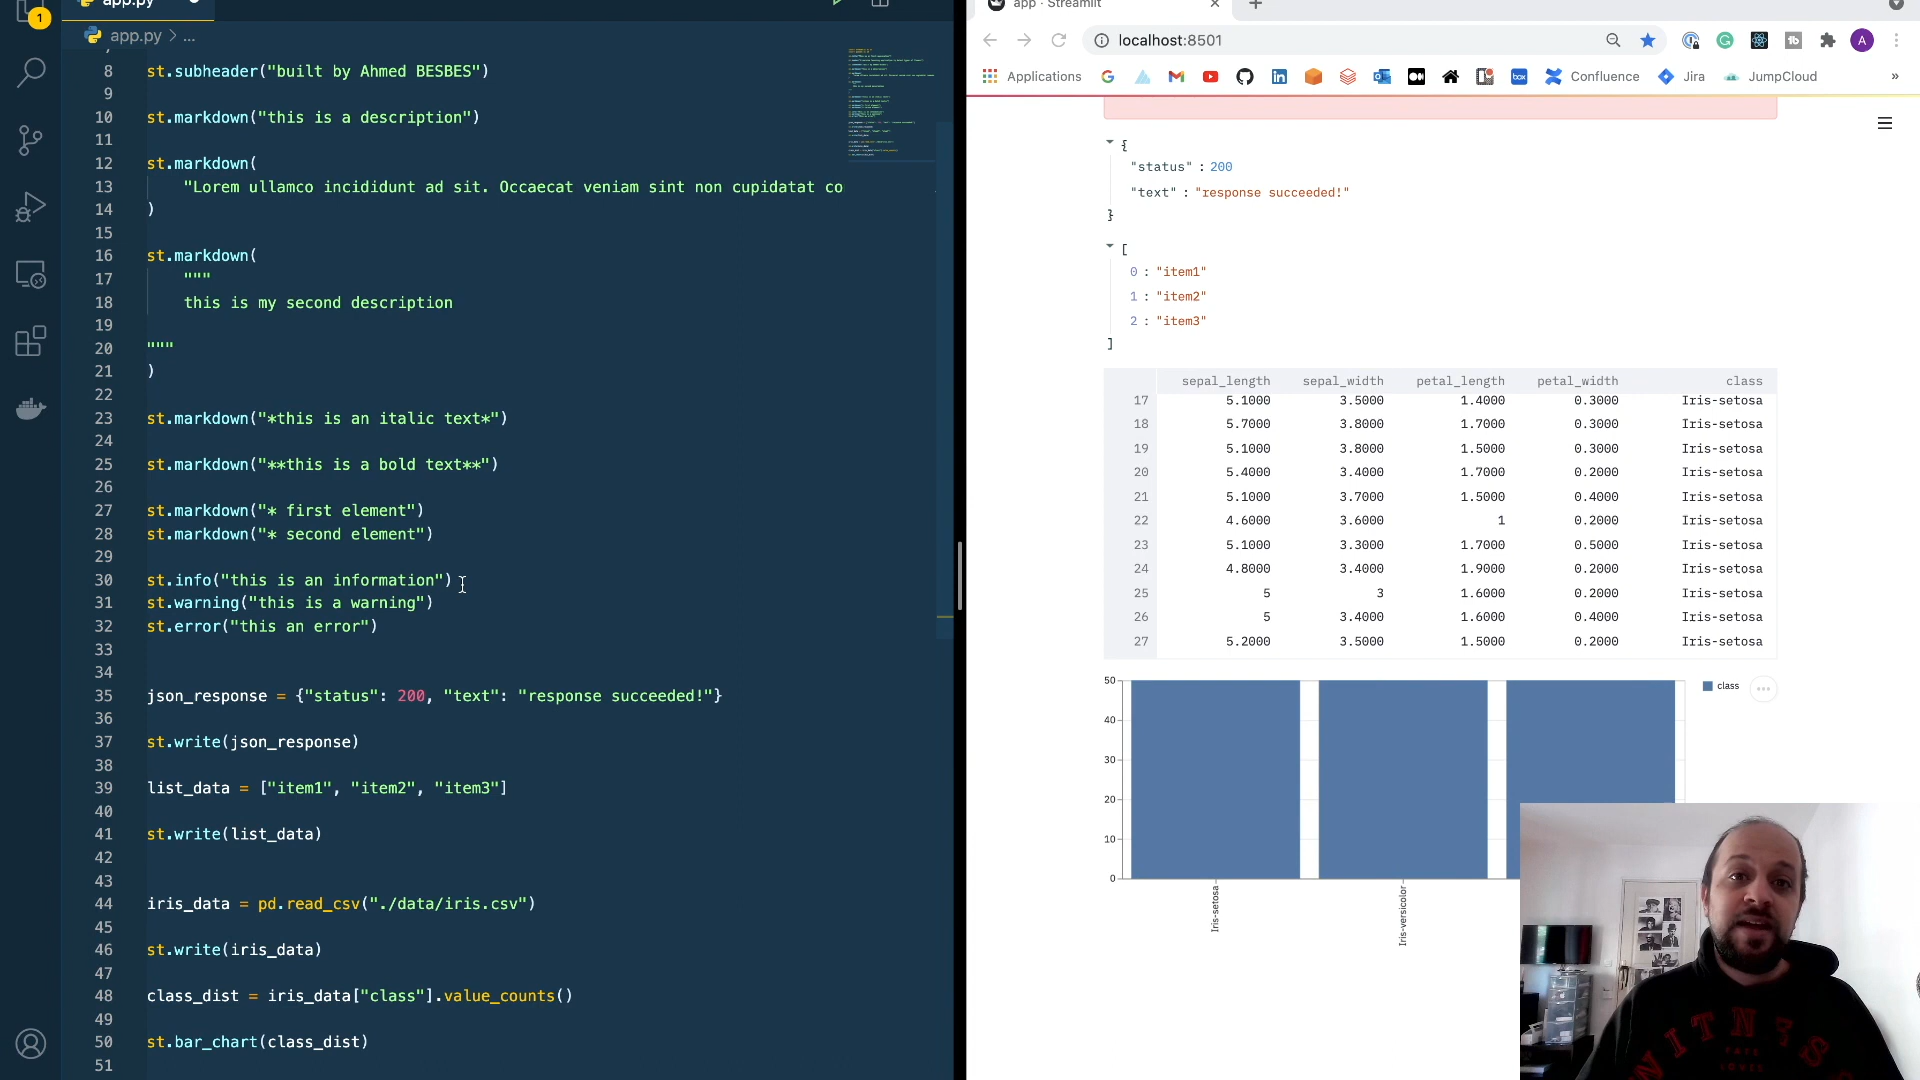 1
app.py
app.py > ...
7
8 st.subheader("built by Ahmed BESBES")
9
10 st.markdown("this is a description")
11
12 st.markdown(
13 "Lorem ullamco incididunt ad sit. Occaecat veniam sint non cupidatat co
14 )
15
16 st.markdown(
17 """
18 this is my second description
19
20 """
21 )
22
23 st.markdown("*this is an italic text*")
24
25 st.markdown("**this is a bold text**")
26
27 st.markdown("* first element")
28 st.markdown("* second element")
29
30 st.info("this is an information")
31 st.warning("this is a warning")
32 st.error("this an error")
33
34
35 json_response = {"status": 200, "text": "response succeeded!"}
36
37 st.write(json_response)
38
39 list_data = ["item1", "item2", "item3"]
40
41 st.write(list_data)
42
43
44 iris_data = pd.read_csv("./data/iris.csv")
45
46 st.write(iris_data)
47
48 class_dist = iris_data["class"].value_counts()
49
50 st.bar_chart(class_dist)
51
app · Streamlit
localhost:8501
A
Applications
box
Confluence
Jira
JumpCloud
»
{
"status" : 200
"text" : "response succeeded!"
}
[
0 : "item1"
1 : "item2"
2 : "item3"
]
sepal_length sepal_width petal_length petal_width class
17 5.1000 3.5000 1.4000 0.3000 Iris-setosa
18 5.7000 3.8000 1.7000 0.3000 Iris-setosa
19 5.1000 3.8000 1.5000 0.3000 Iris-setosa
20 5.4000 3.4000 1.7000 0.2000 Iris-setosa
21 5.1000 3.7000 1.5000 0.4000 Iris-setosa
22 4.6000 3.6000 1 0.2000 Iris-setosa
23 5.1000 3.3000 1.7000 0.5000 Iris-setosa
24 4.8000 3.4000 1.9000 0.2000 Iris-setosa
25 5 3 1.6000 0.2000 Iris-setosa
26 5 3.4000 1.6000 0.4000 Iris-setosa
27 5.2000 3.5000 1.5000 0.2000 Iris-setosa
50
40
30
20
10
0
class
Iris-setosa
Iris-versicolor